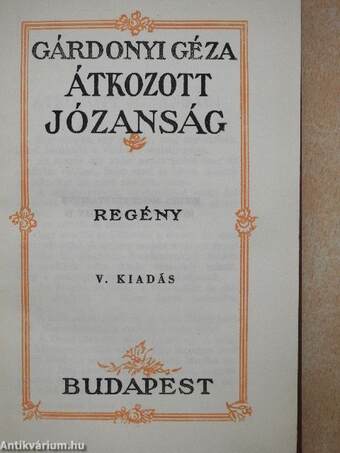 GÁRDONYI GÉZA
ÁTKOZOTT
JÓZANSÁG
REGÉNY
V. KIADÁS
BUDAPEST
Antikvárium.hu